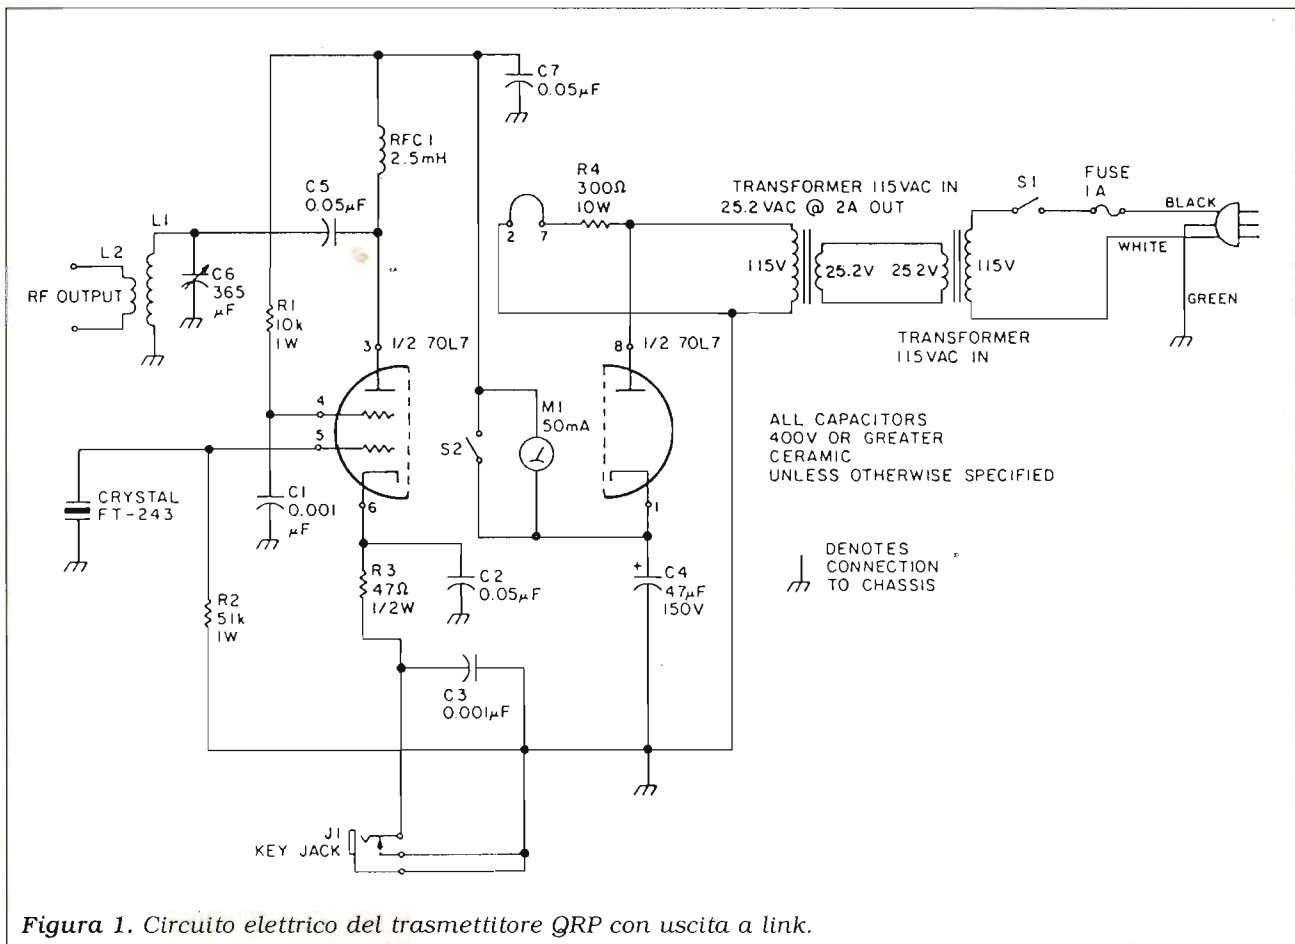 C7
0.05µF
RFC1
2.5mH
C5
0.05µF
L1
L2
RF OUTPUT
C6
365
µF
R1
10k
1W
3
1/2 70L7
4
5
6
CRYSTAL
FT-243
C1
0.001
µF
R2
51k
1W
R3
47Ω
1/2W
C2
0.05µF
C3
0.001µF
J1
KEY JACK
S2
M1
50mA
R4
300Ω
10W
2
7
8
1/2 70L7
1
+
C4
47µF
150V
TRANSFORMER 115VAC IN
25.2VAC @ 2A OUT
115V
25.2V
25.2V
115V
TRANSFORMER
115VAC IN
S1
FUSE
1A
BLACK
WHITE
GREEN
ALL CAPACITORS
400V OR GREATER
CERAMIC
UNLESS OTHERWISE SPECIFIED
DENOTES
CONNECTION
TO CHASSIS
Figura 1. Circuito elettrico del trasmettitore QRP con uscita a link.